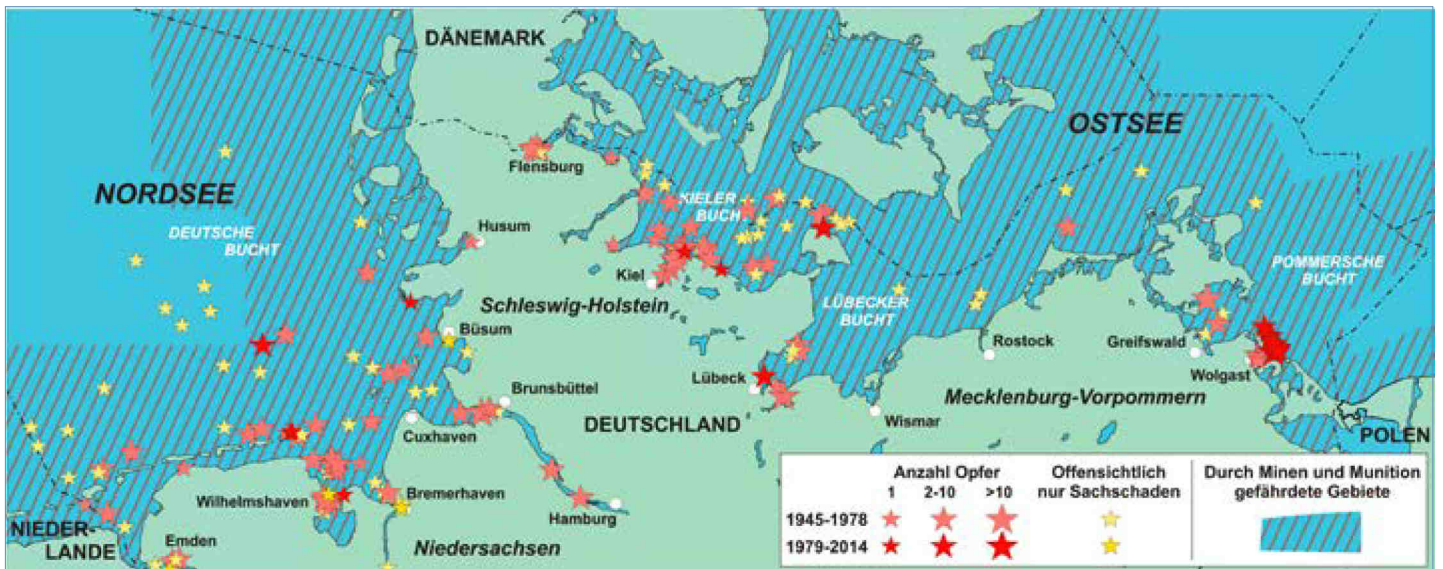 DÄNEMARK
OSTSEE
Flensburg
NORDSEE
KIELER
BUCH
Husum
DEUTSCHE
BUCHT
POMMERSCHE
BUCHT
Kiel
Schleswig-Holstein
LÜBECKER
BUCHT
Büsum
Rostock
Greifswald
Wolgast
Lübeck
Brunsbüttel
Mecklenburg-Vorpommern
DEUTSCHLAND
Wismar
Cuxhaven
POLEN
Wilhelmshaven
Bremerhaven
Hamburg
NIEDER-
LANDE
Emden
Niedersachsen
Anzahl Opfer
1 2-10 >10
Offensichtlich
nur Sachschaden
Durch Minen und Munition
gefährdete Gebiete
1945-1978
1979-2014